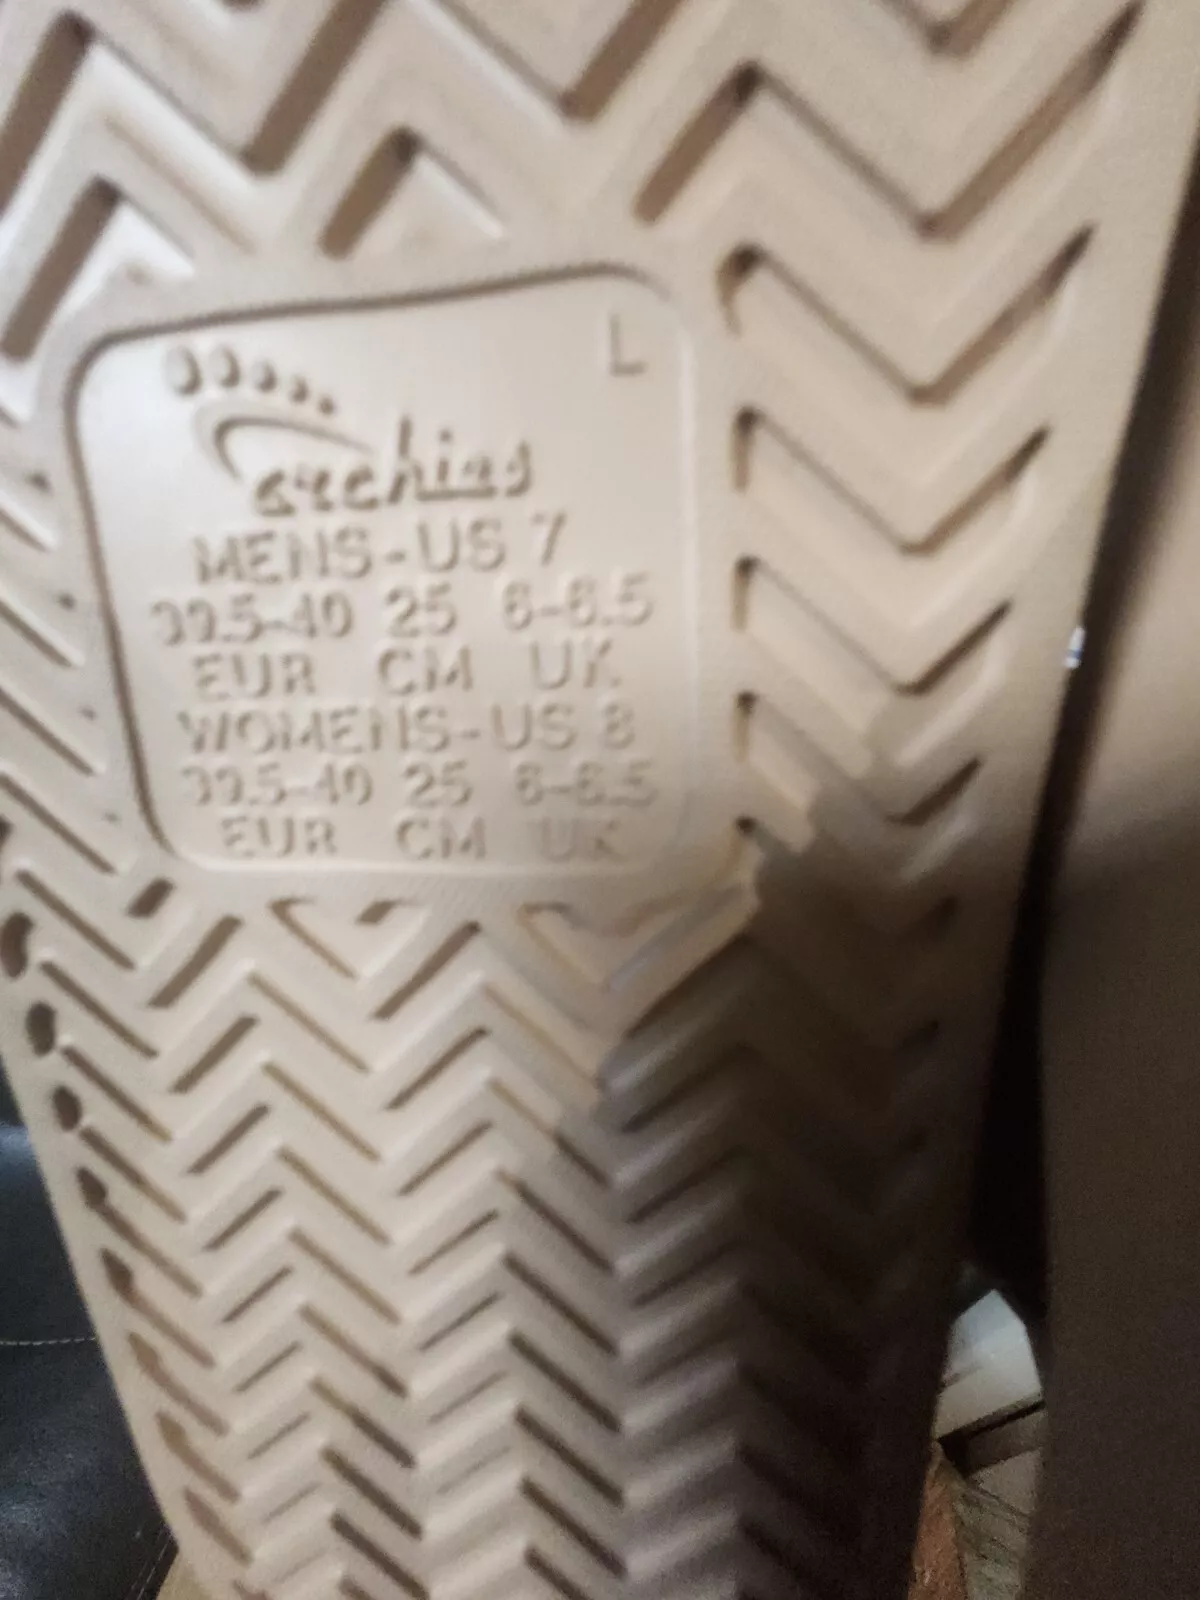 L
archies
MENS-US 7
39.5-40 25 6-6.5
EUR CM UK
WOMENS-US 8
39.5-40 25 6-6.5
EUR CM UK